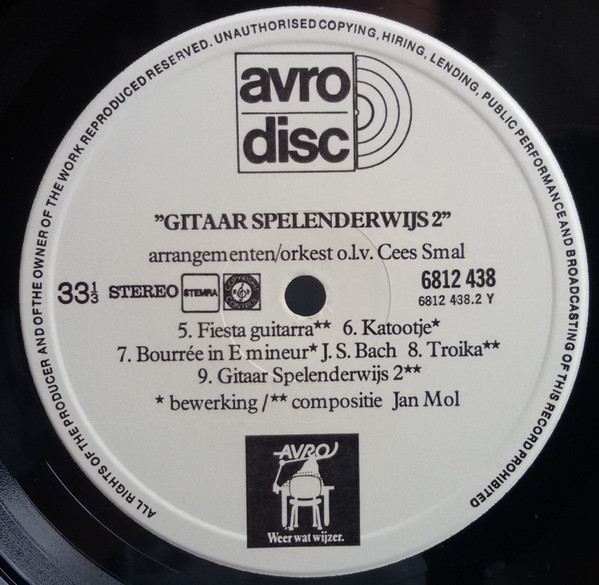 ALL RIGHTS OF THE PRODUCER AND OF THE OWNER OF THE WORK REPRODUCED RESERVED. UNAUTHORISED COPYING, HIRING, LENDING, PUBLIC PERFORMANCE AND BROADCASTING OF THIS RECORD PROHIBITED
avro
disc
"GITAAR SPELENDERWIJS 2"
arrangementen/orkest o.l.v. Cees Smal
33⅓ STEREO STEMRA COPYRIGHT CONTROL 6812 438
6812 438.2 Y
5. Fiesta guitarra** 6. Katootje*
7. Bourrée in E mineur* J. S. Bach 8. Troika**
9. Gitaar Spelenderwijs 2**
* bewerking / ** compositie Jan Mol
AVRO
Weer wat wijzer.